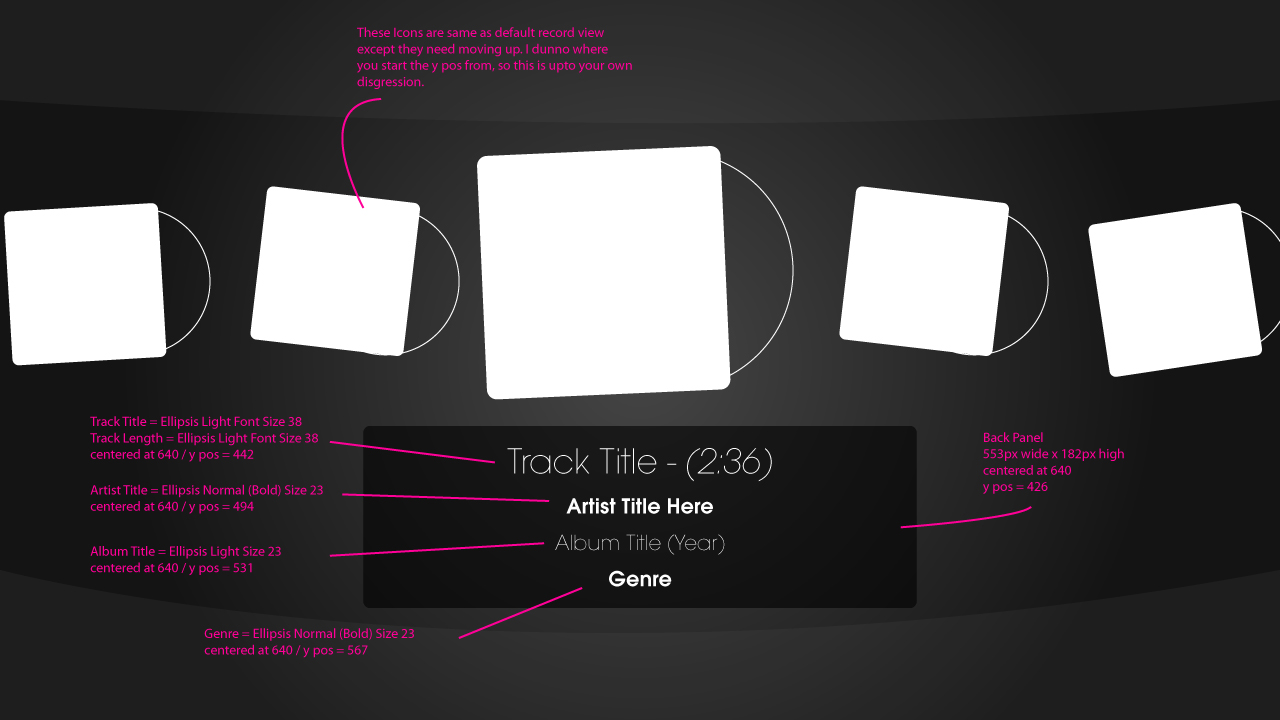 These Icons are same as default record view
except they need moving up. I dunno where
you start the y pos from, so this is upto your own
disgression.
Track Title = Ellipsis Light Font Size 38
Track Length = Ellipsis Light Font Size 38
centered at 640 / y pos = 442
Artist Title = Ellipsis Normal (Bold) Size 23
centered at 640 / y pos = 494
Album Title = Ellipsis Light Size 23
centered at 640 / y pos = 531
Genre = Ellipsis Normal (Bold) Size 23
centered at 640 / y pos = 567
Track Title - (2:36)
Artist Title Here
Album Title (Year)
Genre
Back Panel
553px wide x 182px high
centered at 640
y pos = 426